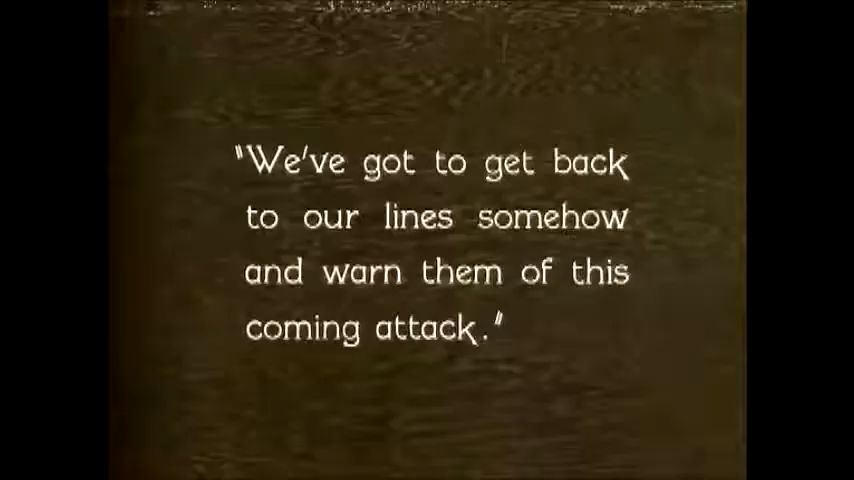 "We've got to get back
to our lines somehow
and warn them of this
coming attack."